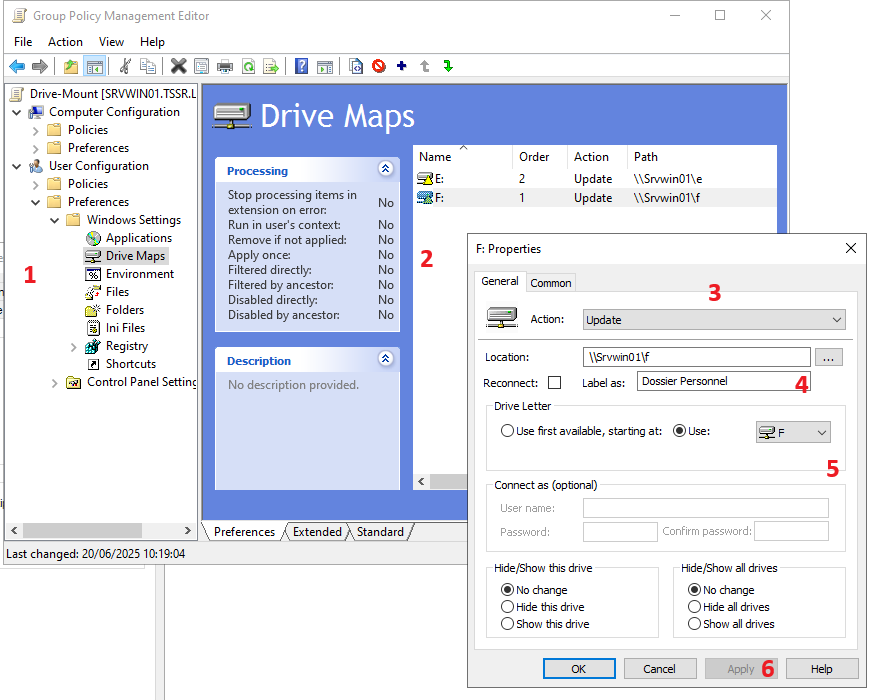 Group Policy Management Editor
File Action View Help
Drive-Mount [SRVWIN01.TSSR.L
Computer Configuration
Policies
Preferences
User Configuration
Policies
Preferences
Windows Settings
Applications
Drive Maps
Environment
Files
Folders
Ini Files
Registry
Shortcuts
Control Panel Setting
1
Drive Maps
Processing
Stop processing items in extension on error: No
Run in user's context: No
Remove if not applied: No
Apply once: No
Filtered directly: No
Filtered by ancestor: No
Disabled directly: No
Disabled by ancestor: No
Description
No description provided.
Name Order Action Path
E: 2 Update \\Srvwin01\e
F: 1 Update \\Srvwin01\f
2
Preferences Extended Standard
Last changed: 20/06/2025 10:19:04
F: Properties
General Common
3
Action: Update
Location: \\Srvwin01\f ...
Reconnect: Label as: Dossier Personnel
4
Drive Letter
Use first available, starting at: Use: F
5
Connect as (optional)
User name:
Password: Confirm password:
Hide/Show this drive
No change
Hide this drive
Show this drive
Hide/Show all drives
No change
Hide all drives
Show all drives
OK Cancel Apply 6 Help